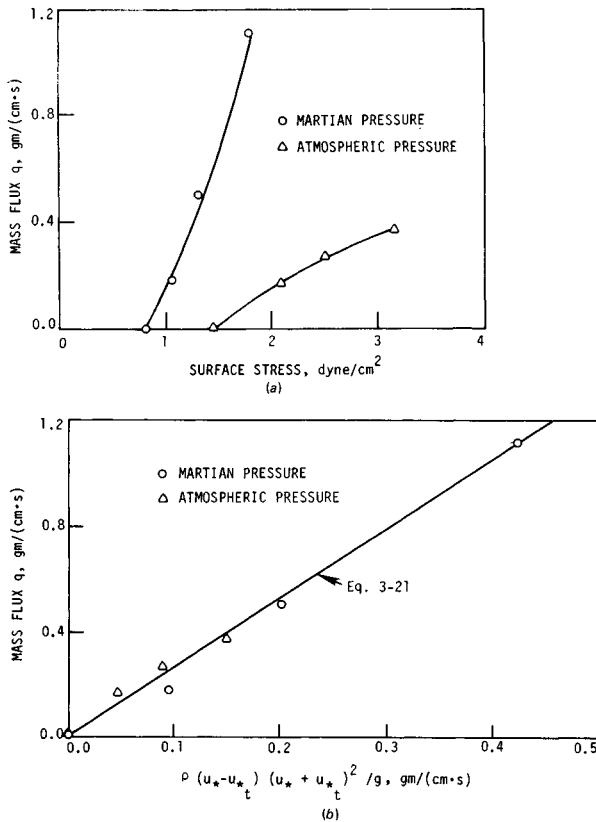 1.2
0.8
0.4
0.0
MASS FLUX q, gm/(cm·s)
○ MARTIAN PRESSURE
△ ATMOSPHERIC PRESSURE
0 1 2 3 4
SURFACE STRESS, dyne/cm²
(a)
1.2
0.8
0.4
0.0
MASS FLUX q, gm/(cm·s)
○ MARTIAN PRESSURE
△ ATMOSPHERIC PRESSURE
Eq. 3-21
0.0 0.1 0.2 0.3 0.4 0.5
ρ (u*-u*t) (u* + u*t)² /g, gm/(cm·s)
(b)